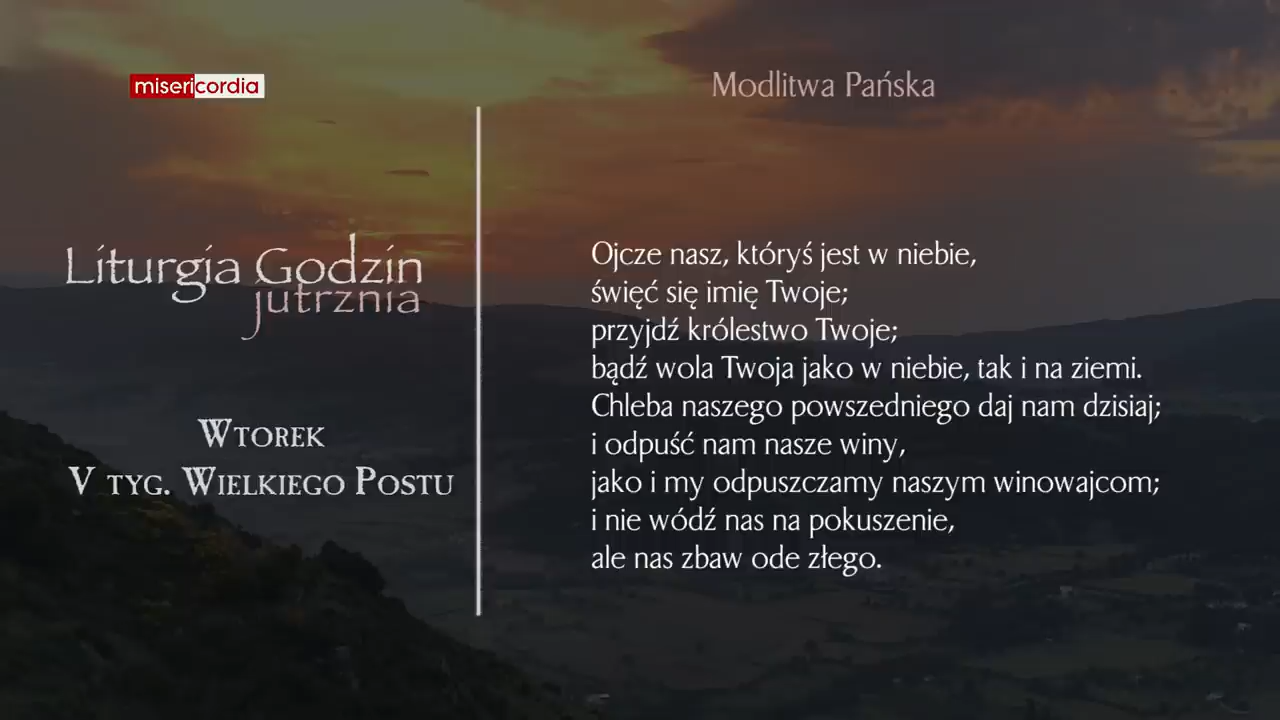 misericordia
Liturgia Godzin
jutrznia
Wtorek
V tyg. Wielkiego Postu
Modlitwa Pańska
Ojcze nasz, któryś jest w niebie,
święć się imię Twoje;
przyjdź królestwo Twoje;
bądź wola Twoja jako w niebie, tak i na ziemi.
Chleba naszego powszedniego daj nam dzisiaj;
i odpuść nam nasze winy,
jako i my odpuszczamy naszym winowajcom;
i nie wódź nas na pokuszenie,
ale nas zbaw ode złego.